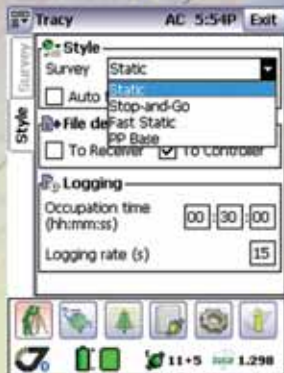 Tracy AC 5:54P Exit
Survey
Style
Style
Survey Static
Auto
Static
Stop-and-Go
Fast Static
PP Base
File de
To Receiver To Controller
Logging
Occupation time
(hh:mm:ss)
00:30:00
Logging rate (s) 15
11+5 1.298